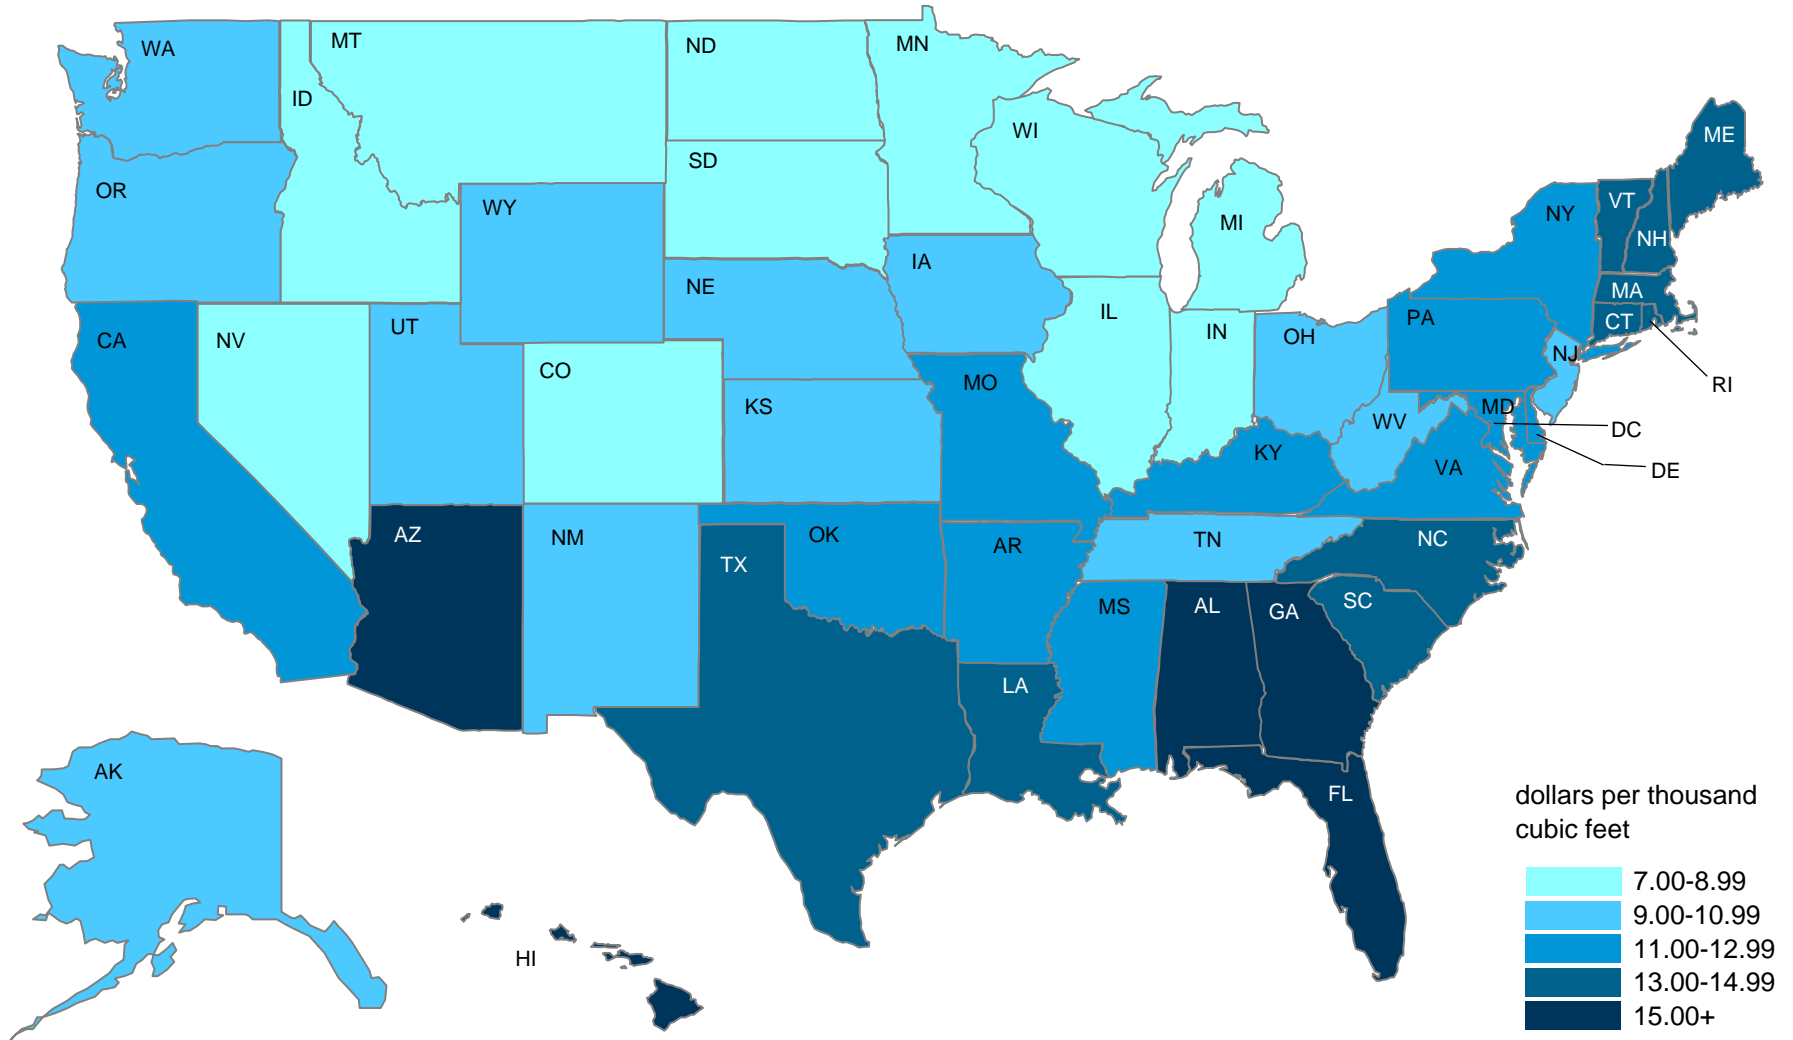 WA
MT
ND
MN
ID
WI
ME
SD
OR
WY
VT
NY
MI
NH
IA
NE
MA
IL
CA
NV
UT
IN
OH
PA
CT
NJ
CO
MO
RI
KS
MD
WV
DC
KY
VA
DE
AZ
NM
OK
AR
TN
NC
TX
MS
AL
GA
SC
LA
AK
FL
HI
dollars per thousand
cubic feet
7.00-8.99
9.00-10.99
11.00-12.99
13.00-14.99
15.00+